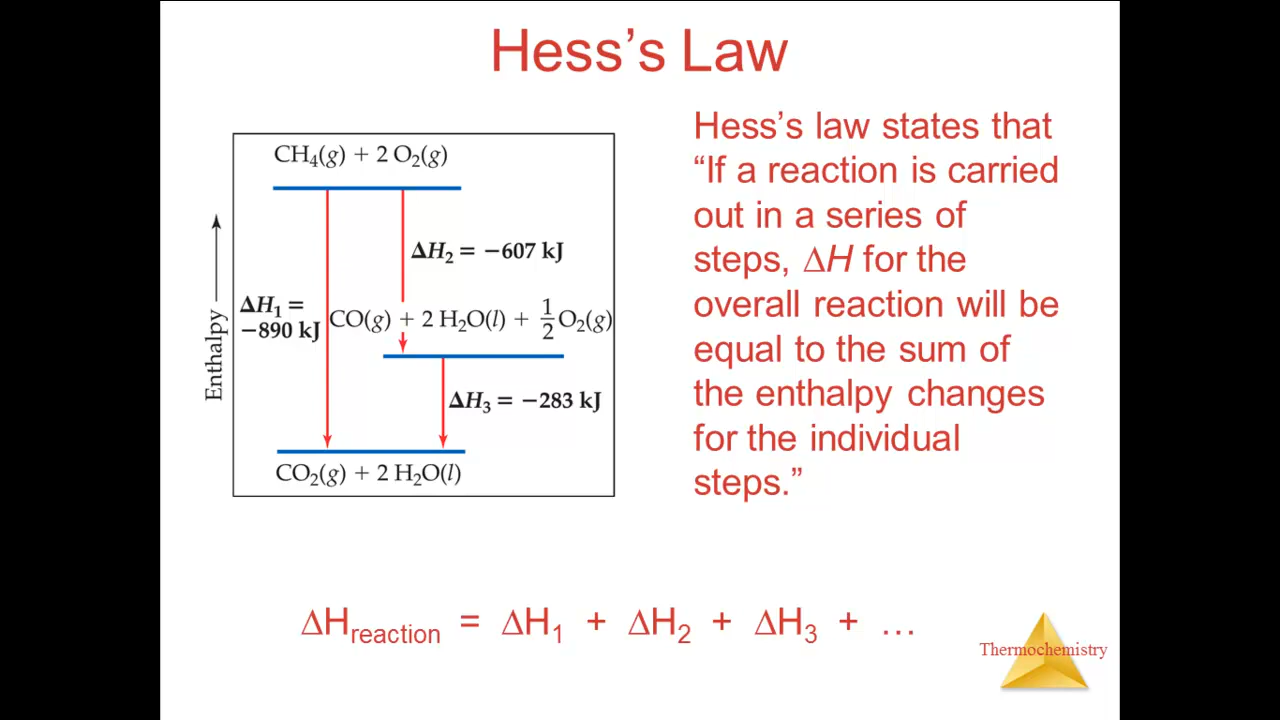 Hess’s Law
CH₄(g) + 2 O₂(g)
ΔH₂ = −607 kJ
ΔH₁ =
−890 kJ
CO(g) + 2 H₂O(l) + 1/2 O₂(g)
Enthalpy
ΔH₃ = −283 kJ
CO₂(g) + 2 H₂O(l)
Hess’s law states that
“If a reaction is carried
out in a series of
steps, ΔH for the
overall reaction will be
equal to the sum of
the enthalpy changes
for the individual
steps.”
ΔHreaction = ΔH₁ + ΔH₂ + ΔH₃ + …
Thermochemistry